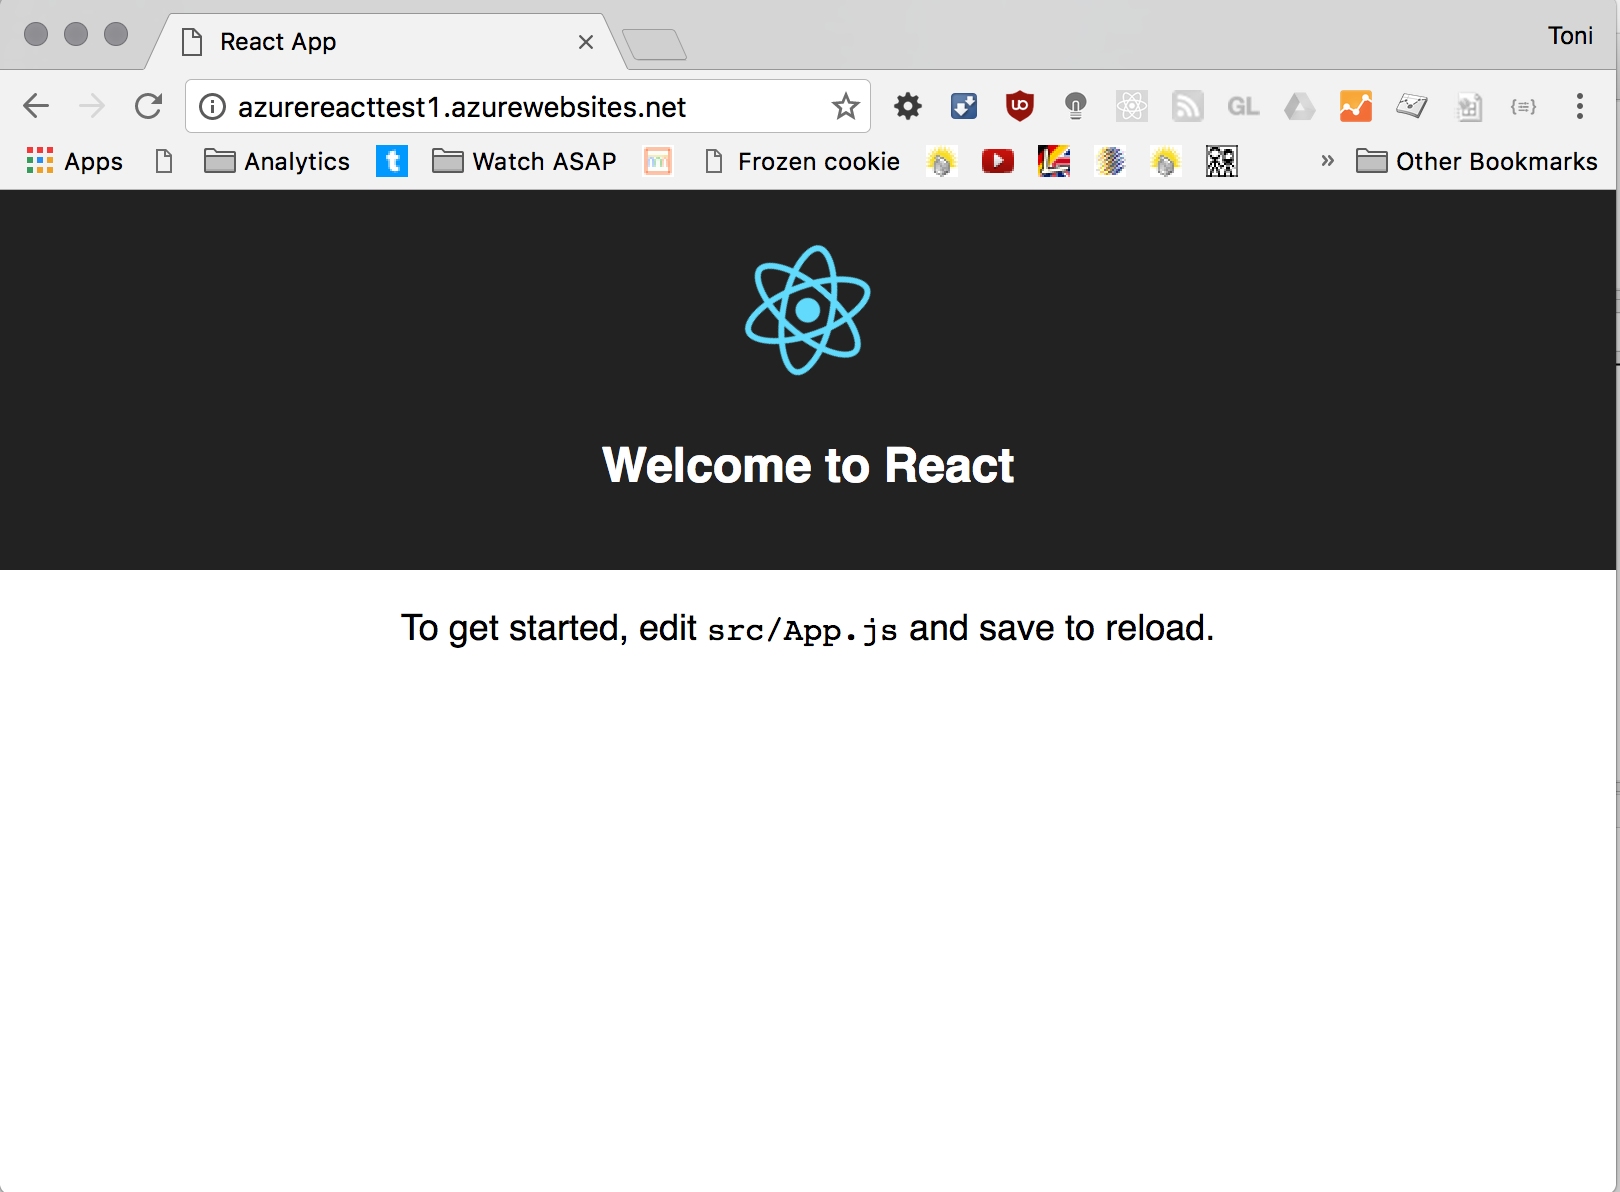 React App
Toni
azurereacttest1.azurewebsites.net
GL
Apps
Analytics
t
Watch ASAP
Frozen cookie
» Other Bookmarks
Welcome to React
To get started, edit src/App.js and save to reload.